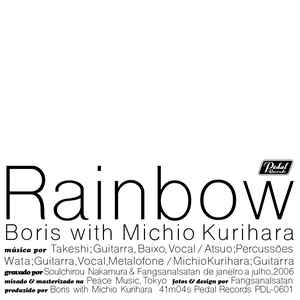 Pedal
Records
Rainbow
Boris with Michio Kurihara
música por Takeshi;Guitarra, Baixo, Vocal / Atsuo;Percussões
Wata;Guitarra,Vocal,Metalofone / MichioKurihara;Guitarra
gravado por Soulchirou Nakamura & Fangsanalsatan de janeiro a julho, 2006
mixado & masterizado na Peace Music, Tokyo fotos & design por Fangsanalsatan
produzido por Boris with Michio Kurihara 41m04s Pedal Records PDL-0601